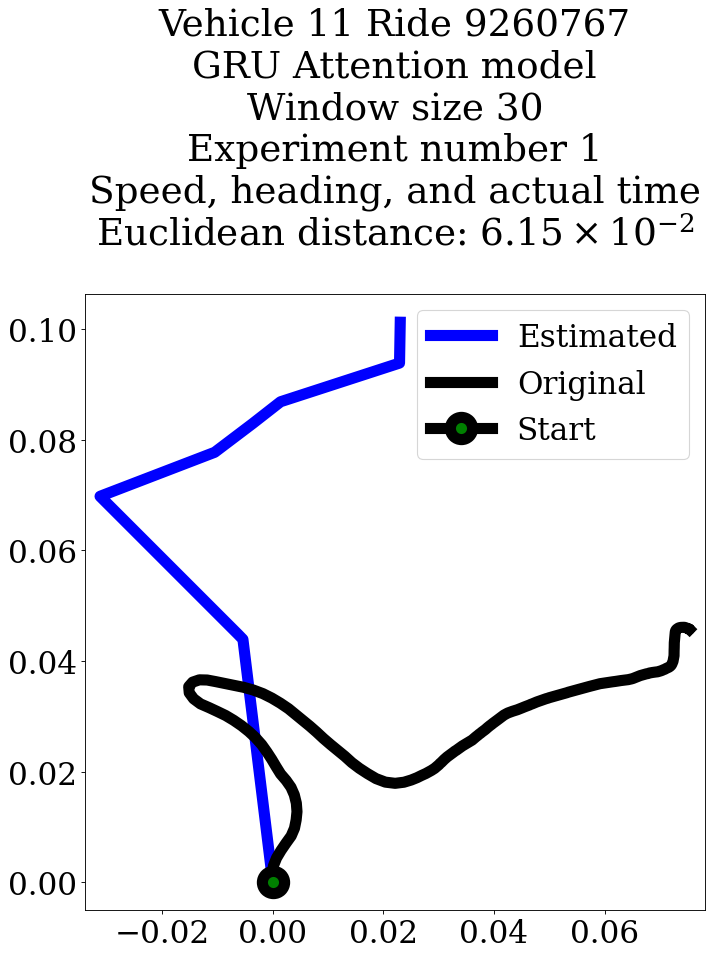 Vehicle 11 Ride 9260767
GRU Attention model
Window size 30
Experiment number 1
Speed, heading, and actual time
Euclidean distance: 6.15 × 10⁻²
Estimated
Original
Start
0.10
0.08
0.06
0.04
0.02
0.00
−0.02 0.00 0.02 0.04 0.06